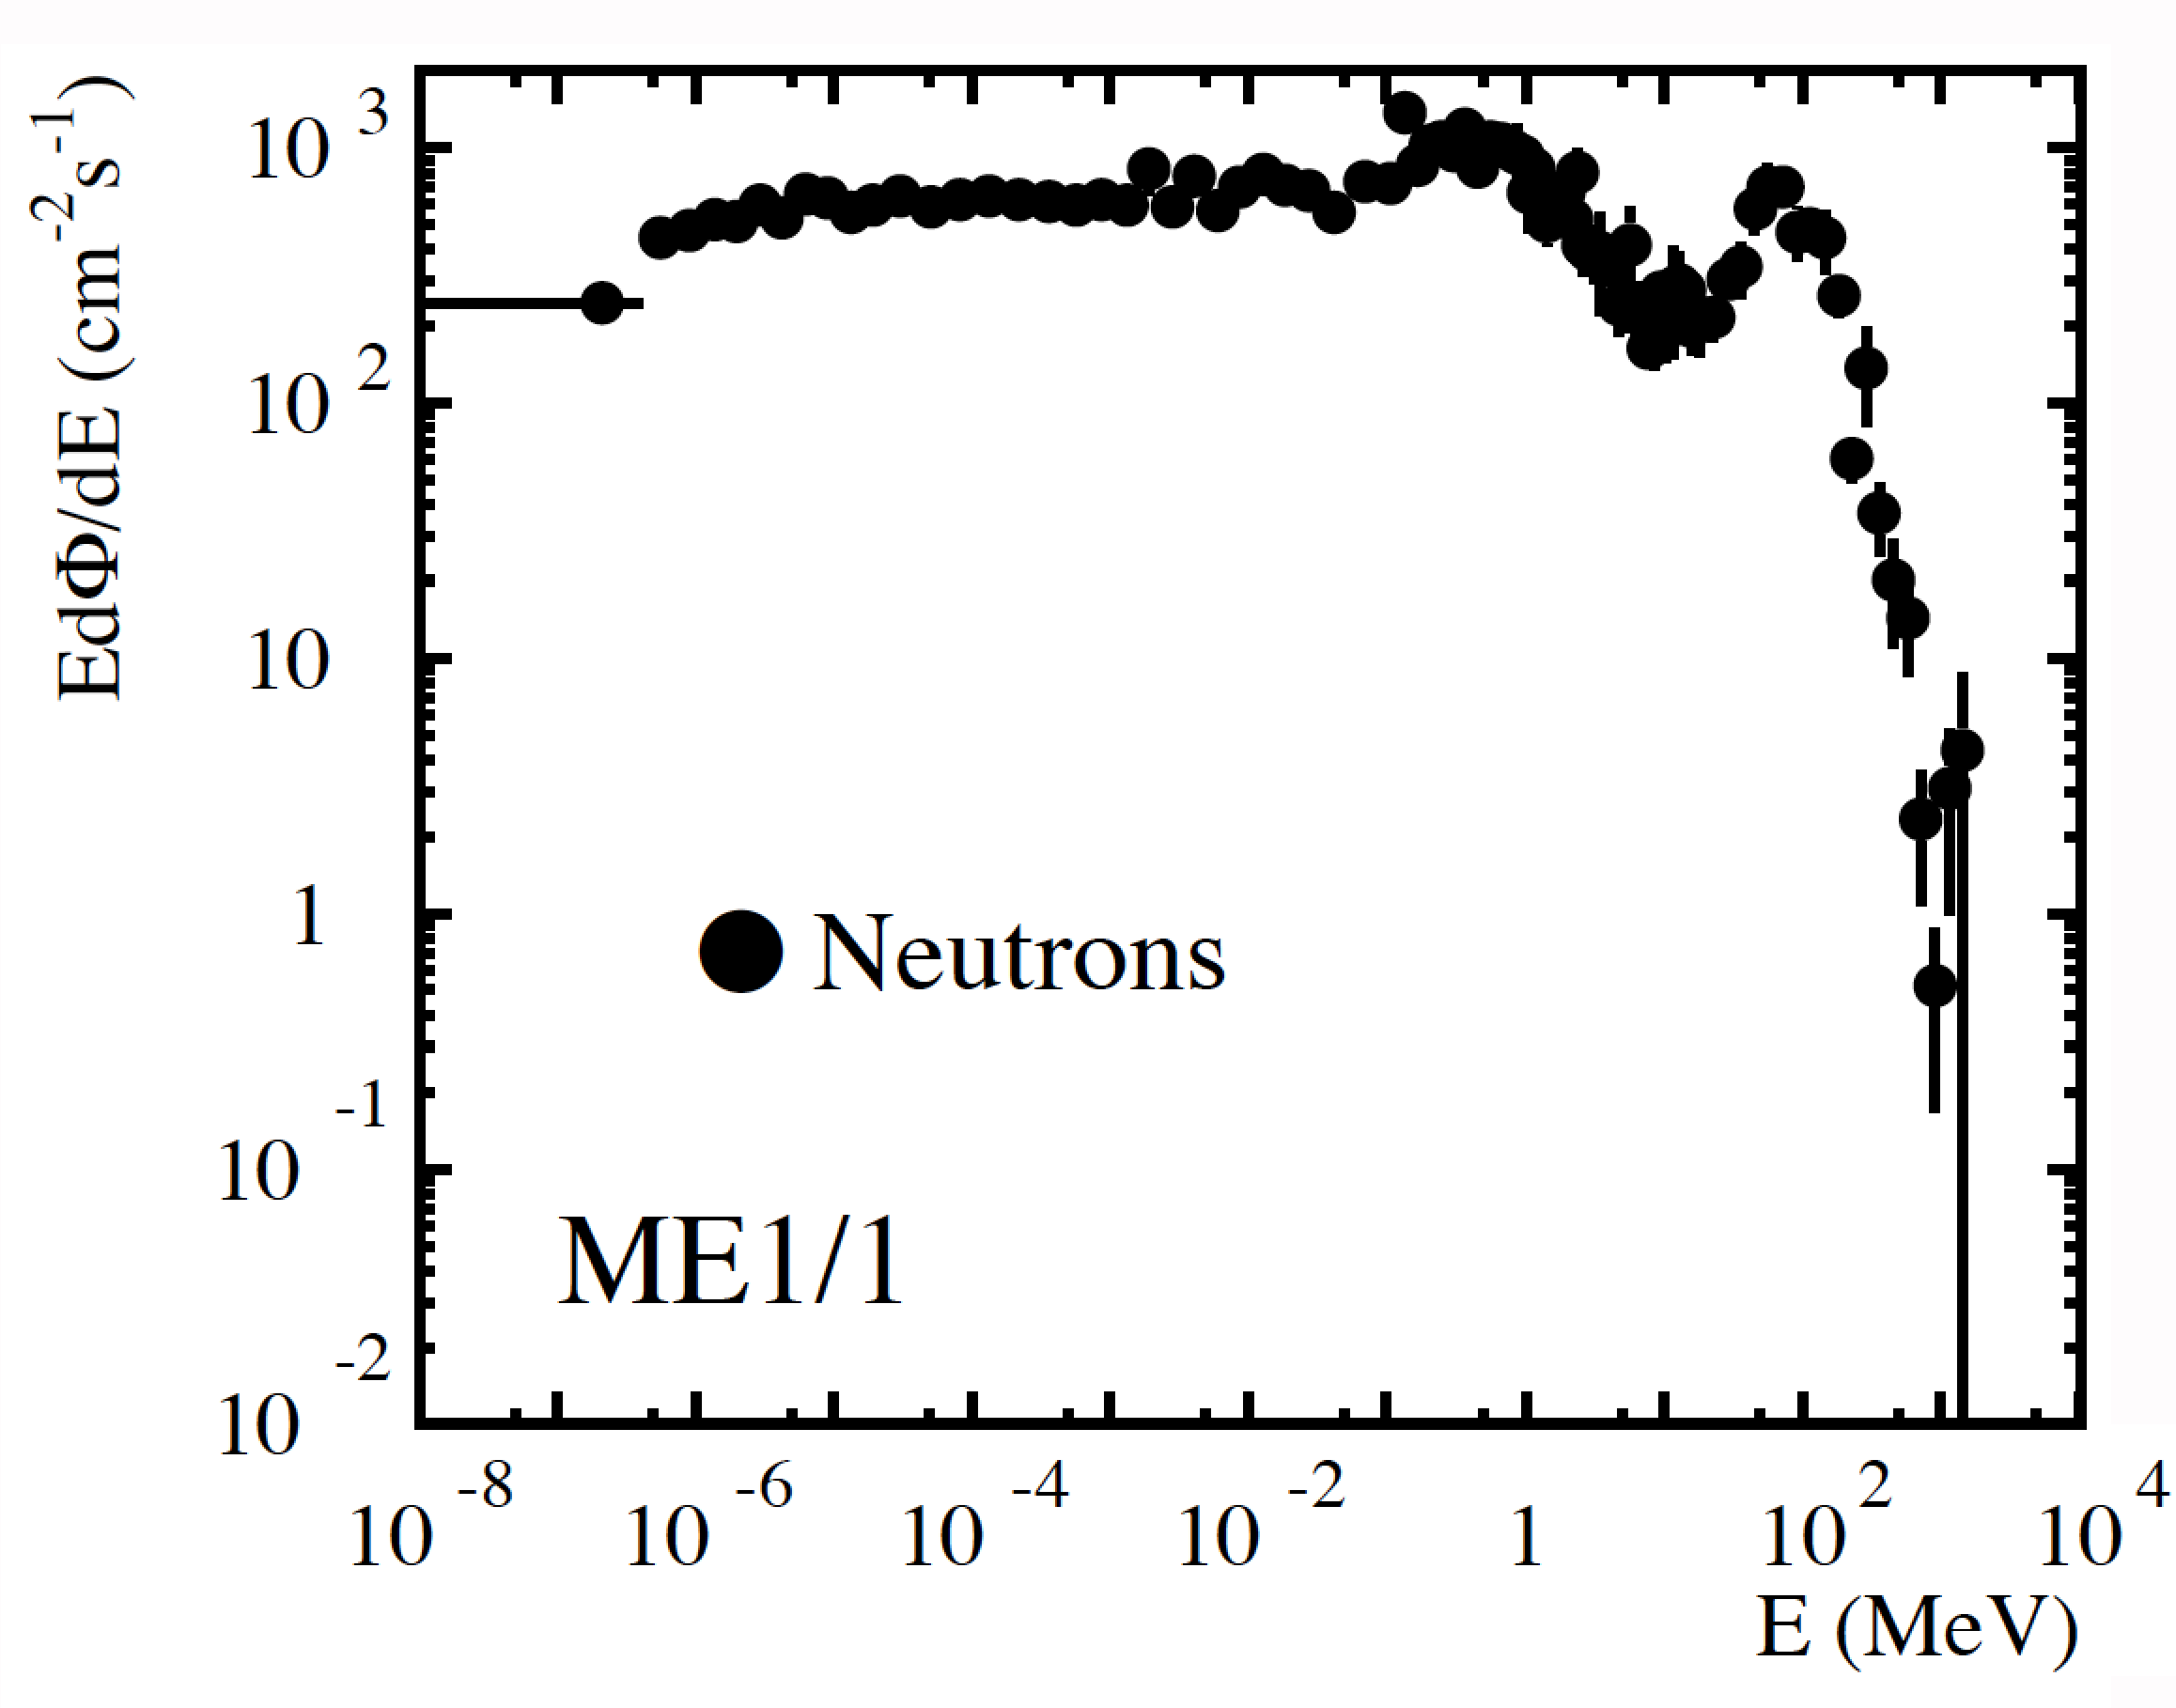 EdΦ/dE (cm⁻²s⁻¹)
10³
10²
10
1
10⁻¹
10⁻²
Neutrons
ME1/1
10⁻⁸ 10⁻⁶ 10⁻⁴ 10⁻² 1 10² 10⁴
E (MeV)